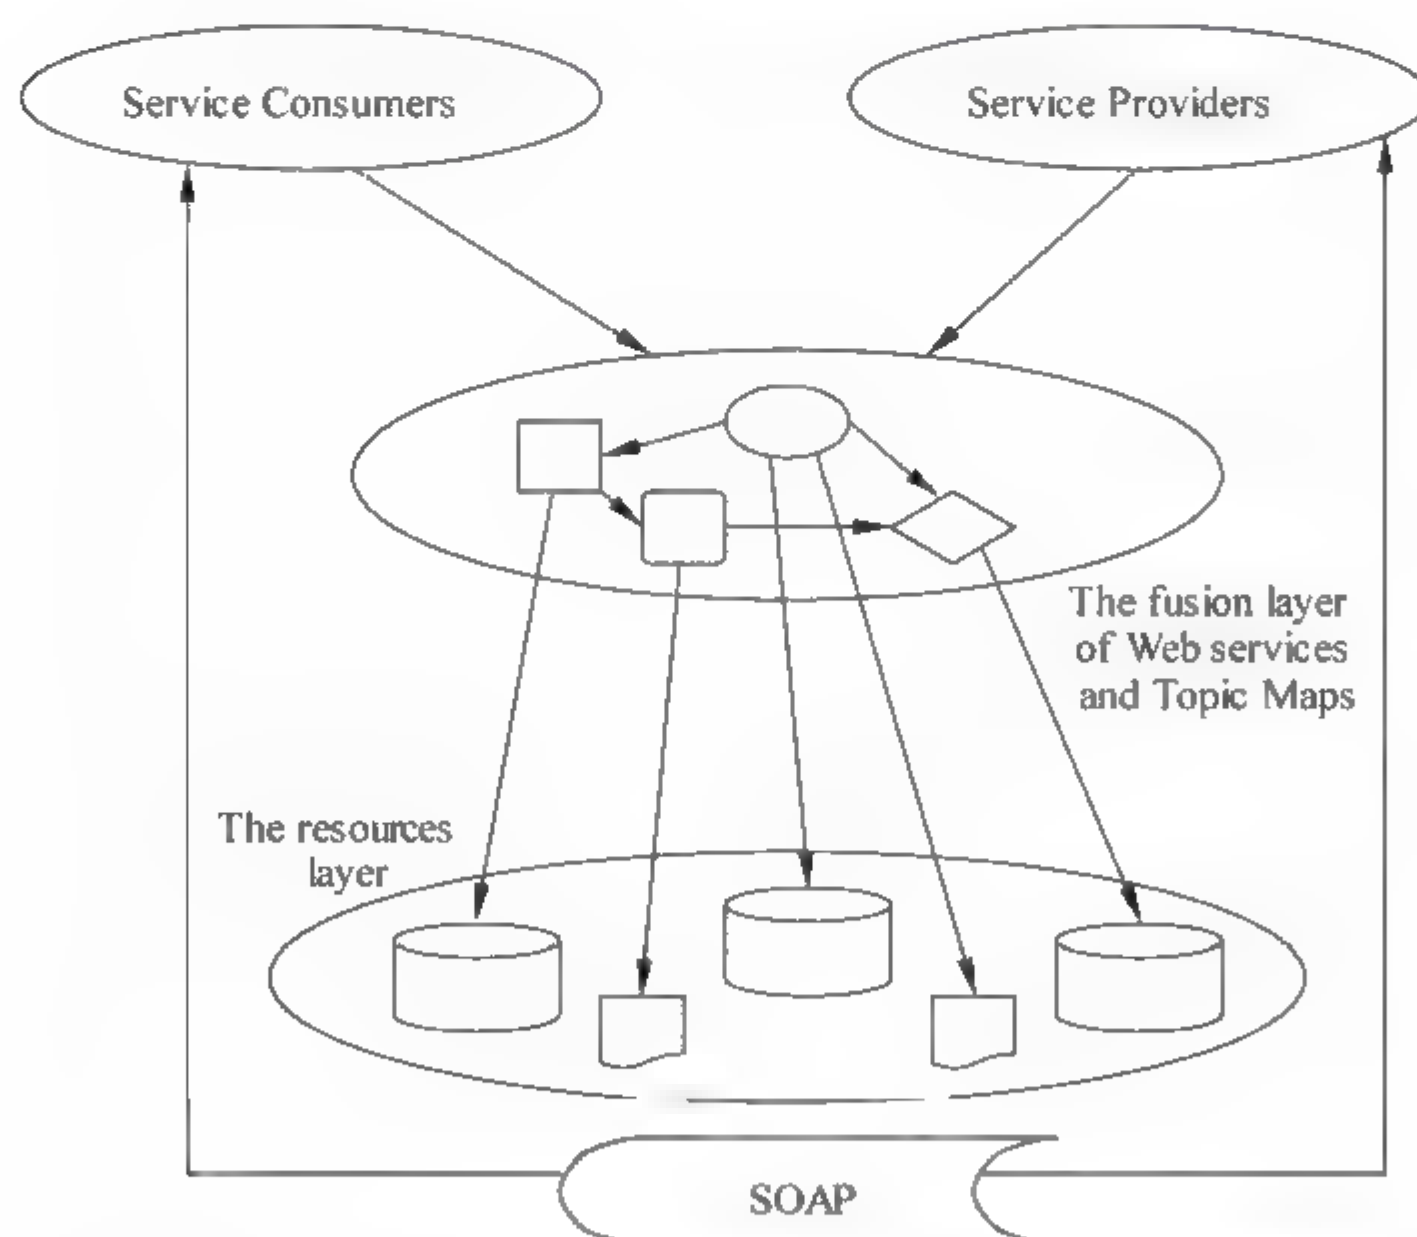 Service Consumers
Service Providers
The fusion layer
of Web services
and Topic Maps
The resources
layer
SOAP